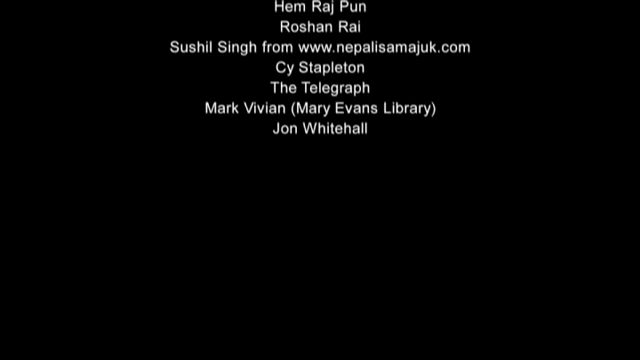 Hem Raj Pun
Roshan Rai
Sushil Singh from www.nepalisamajuk.com
Cy Stapleton
The Telegraph
Mark Vivian (Mary Evans Library)
Jon Whitehall